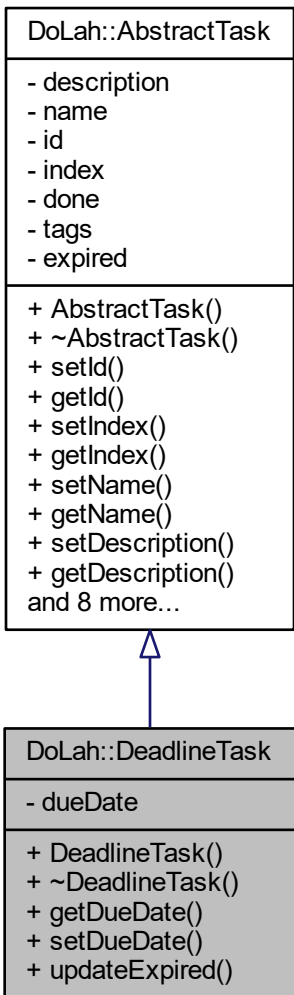 DoLah::AbstractTask
- description
- name
- id
- index
- done
- tags
- expired
+ AbstractTask()
+ ~AbstractTask()
+ setId()
+ getId()
+ setIndex()
+ getIndex()
+ setName()
+ getName()
+ setDescription()
+ getDescription()
and 8 more...
DoLah::DeadlineTask
- dueDate
+ DeadlineTask()
+ ~DeadlineTask()
+ getDueDate()
+ setDueDate()
+ updateExpired()